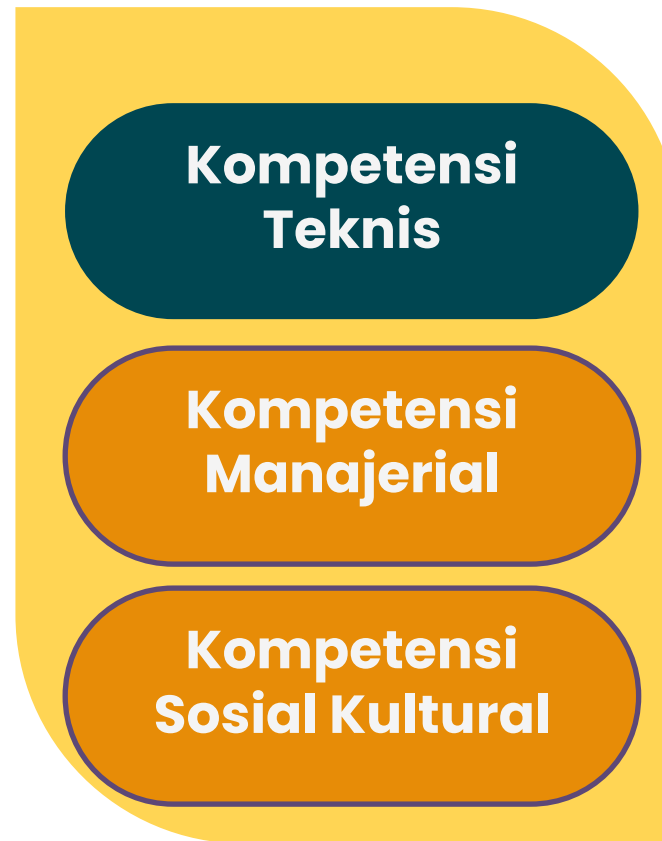 Kompetensi
Teknis
Kompetensi
Manajerial
Kompetensi
Sosial Kultural